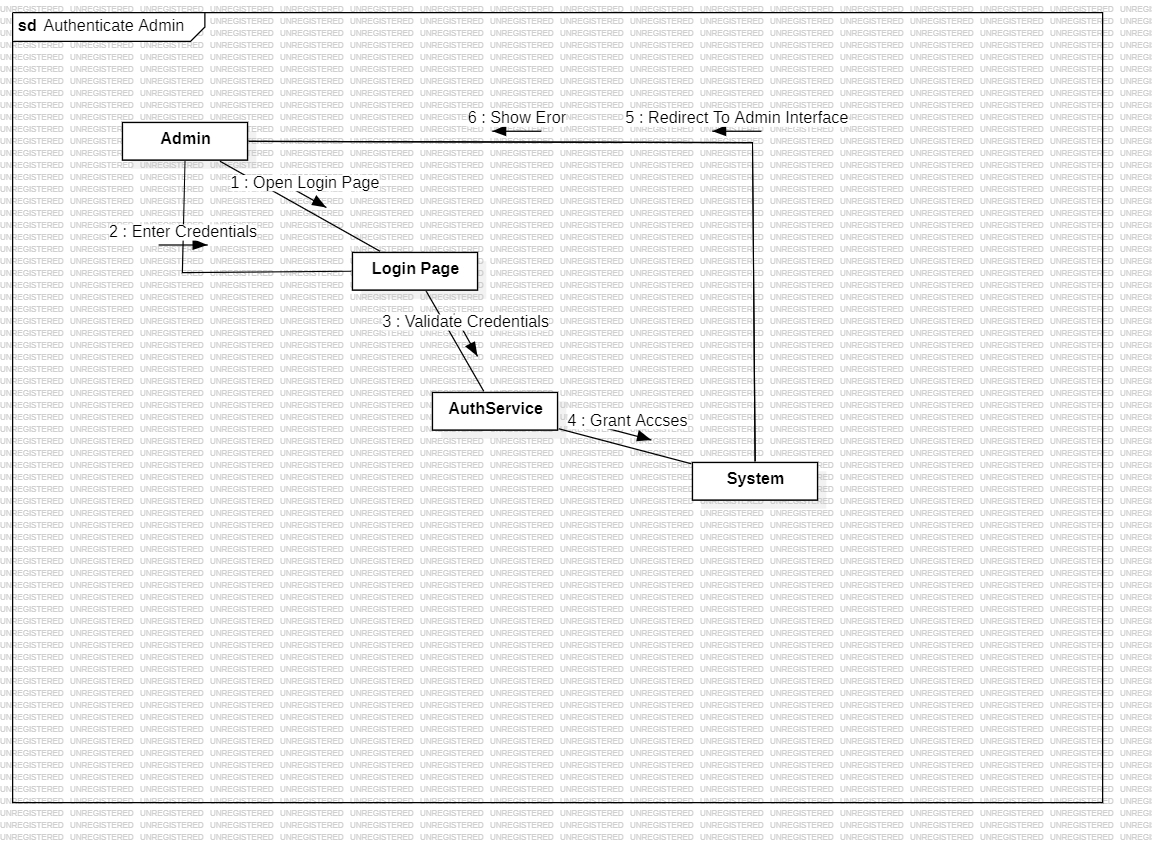 sd Authenticate Admin
6 : Show Eror
5 : Redirect To Admin Interface
Admin
1 : Open Login Page
2 : Enter Credentials
Login Page
3 : Validate Credentials
AuthService
4 : Grant Accses
System
UNREGISTERED